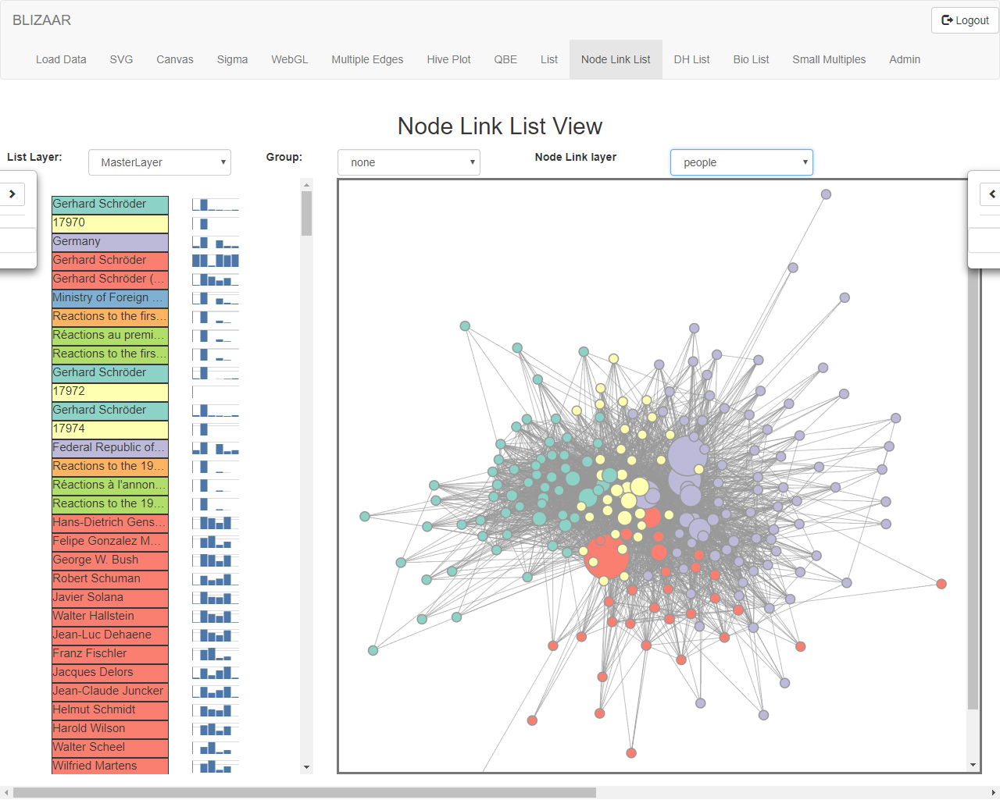 BLIZAAR
Logout
Load Data SVG Canvas Sigma WebGL Multiple Edges Hive Plot QBE List Node Link List DH List Bio List Small Multiples Admin
Node Link List View
List Layer: MasterLayer Group: none Node Link layer people
Gerhard Schröder
17970
Germany
Gerhard Schröder
Gerhard Schröder (...
Ministry of Foreign ...
Reactions to the firs...
Réactions au premi...
Reactions to the firs...
Gerhard Schröder
17972
Gerhard Schröder
17974
Federal Republic of...
Reactions to the 19...
Réactions à l'annon...
Reactions to the 19...
Hans-Dietrich Gens...
Felipe Gonzalez M...
George W. Bush
Robert Schuman
Javier Solana
Walter Hallstein
Jean-Luc Dehaene
Franz Fischler
Jacques Delors
Jean-Claude Juncker
Helmut Schmidt
Harold Wilson
Walter Scheel
Wilfried Martens